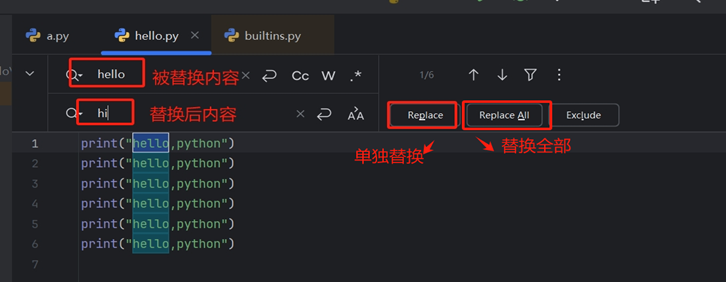 a.py hello.py builtins.py
hello 被替换内容 Cc W .* 1/6
hi 替换后内容 AA Replace Replace All Exclude
单独替换 替换全部
1 print("hello,python")
2 print("hello,python")
3 print("hello,python")
4 print("hello,python")
5 print("hello,python")
6 print("hello,python")
7